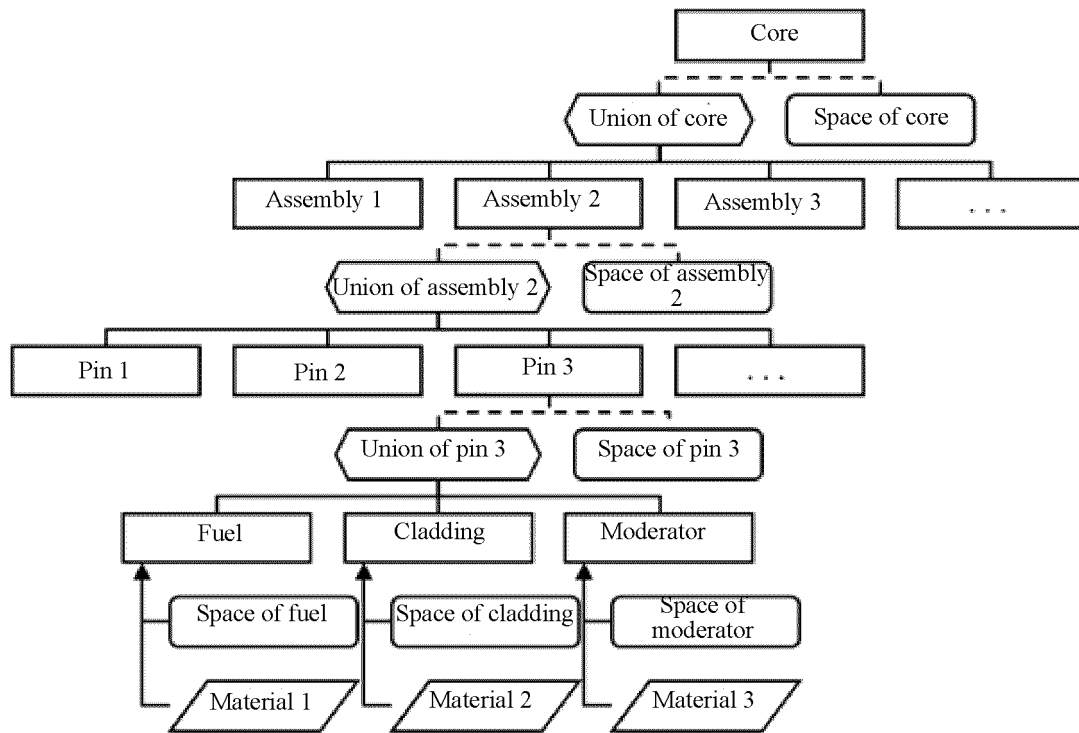 Core
Union of core
Space of core
Assembly 1
Assembly 2
Assembly 3
...
Union of assembly 2
Space of assembly
2
Pin 1
Pin 2
Pin 3
...
Union of pin 3
Space of pin 3
Fuel
Cladding
Moderator
Space of fuel
Space of cladding
Space of
moderator
Material 1
Material 2
Material 3